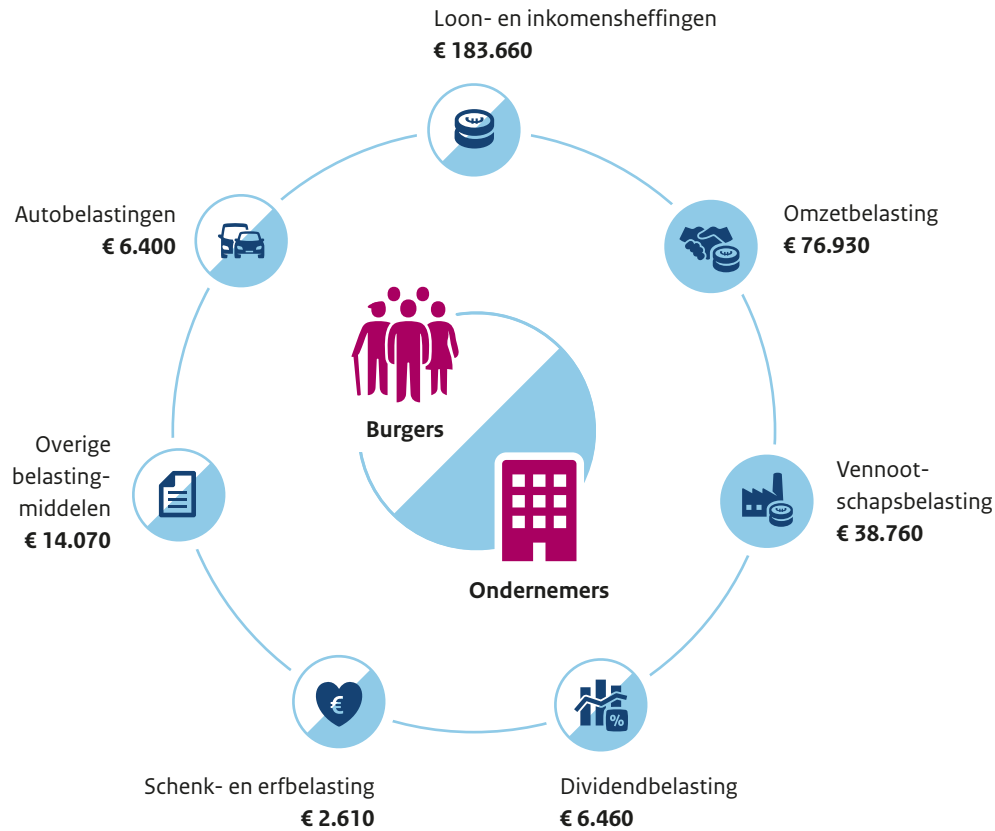 Loon- en inkomensheffingen
€ 183.660
Omzetbelasting
€ 76.930
Vennoot-
schapsbelasting
€ 38.760
Dividendbelasting
€ 6.460
%
Schenk- en erfbelasting
€ 2.610
€
Overige
belasting-
middelen
€ 14.070
Autobelastingen
€ 6.400
Burgers
Ondernemers